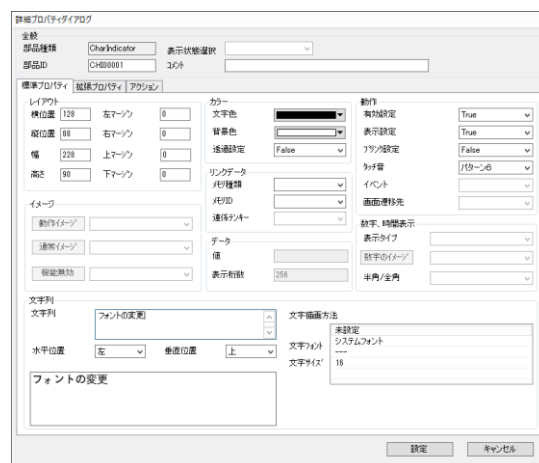 詳細プロパティダイアログ
全般
部品種類 CharIndicator 表示状態選択
部品ID CHI00001 コメント
標準プロパティ 拡張プロパティ アクション
レイアウト
横位置 128 左マージン 0
縦位置 88 右マージン 0
幅 228 上マージン 0
高さ 90 下マージン 0
イメージ
動作イメージ
通常イメージ
機能無効
カラー
文字色
背景色
透過設定 False
リンクデータ
メモリ種類
メモリID
連係テンキー
データ
値
表示桁数 256
動作
有効設定 True
表示設定 True
ブリンク設定 False
タッチ音 パターン6
イベント
画面遷移先
数字、時間表示
表示タイプ
数字のイメージ
半角/全角
文字列
文字列 フォントの変更
水平位置 左 垂直位置 上
フォントの変更
文字描画方法
未設定
文字フォント システムフォント
---
文字サイズ 16
設定 キャンセル